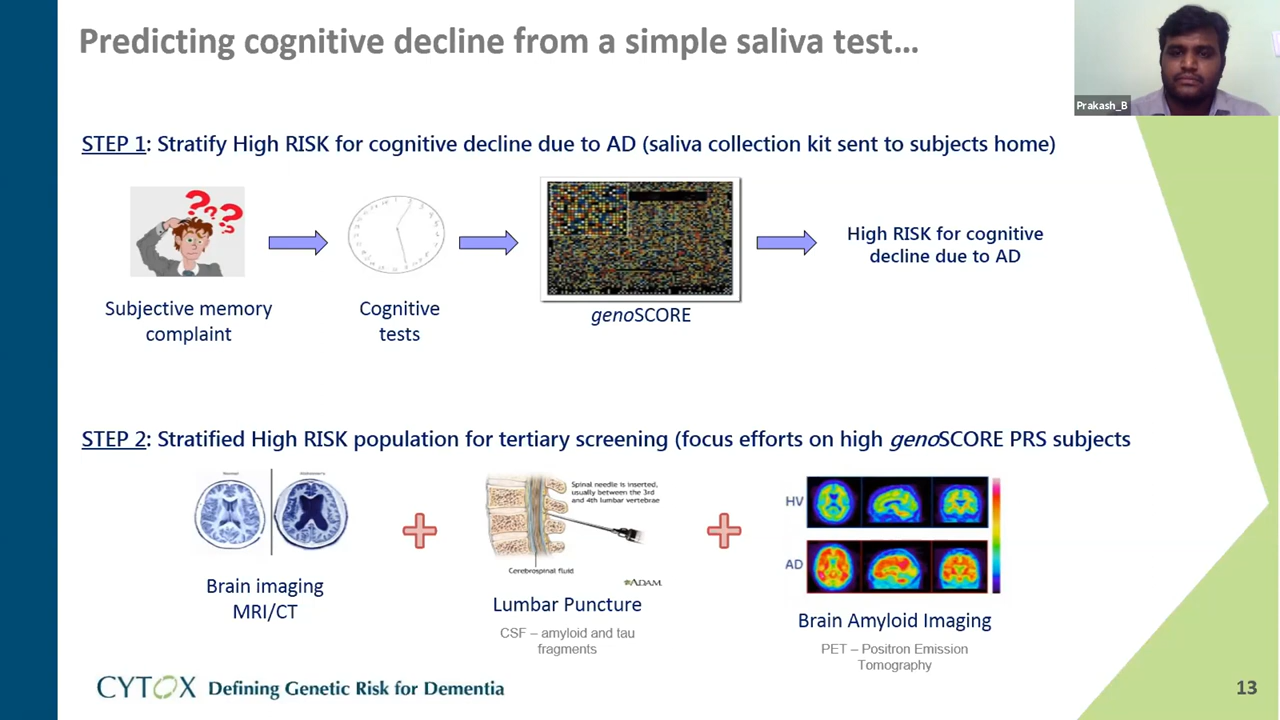 Predicting cognitive decline from a simple saliva test...
Prakash_B
STEP 1: Stratify High RISK for cognitive decline due to AD (saliva collection kit sent to subjects home)
???
Subjective memory
complaint
Cognitive
tests
genoSCORE
High RISK for cognitive
decline due to AD
STEP 2: Stratified High RISK population for tertiary screening (focus efforts on high genoSCORE PRS subjects
Brain imaging
MRI/CT
Spinal needle is inserted,
usually between the 3rd
and 4th lumbar vertebrae
Cerebrospinal fluid
ADAM.
Lumbar Puncture
CSF – amyloid and tau
fragments
HV
AD
Brain Amyloid Imaging
PET – Positron Emission
Tomography
CYTOX Defining Genetic Risk for Dementia
13